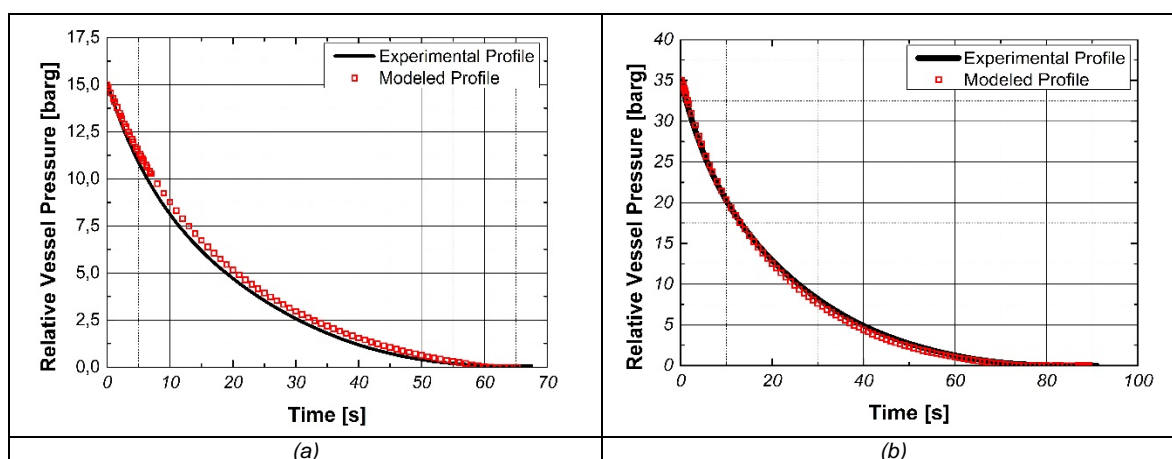 17,5
15,0
12,5
10,0
7,5
5,0
2,5
0,0
Relative Vessel Pressure [barg]
Experimental Profile
Modeled Profile
0 10 20 30 40 50 60 70
Time [s]
(a)
40
35
30
25
20
15
10
5
0
Relative Vessel Pressure [barg]
Experimental Profile
Modeled Profile
0 20 40 60 80 100
Time [s]
(b)